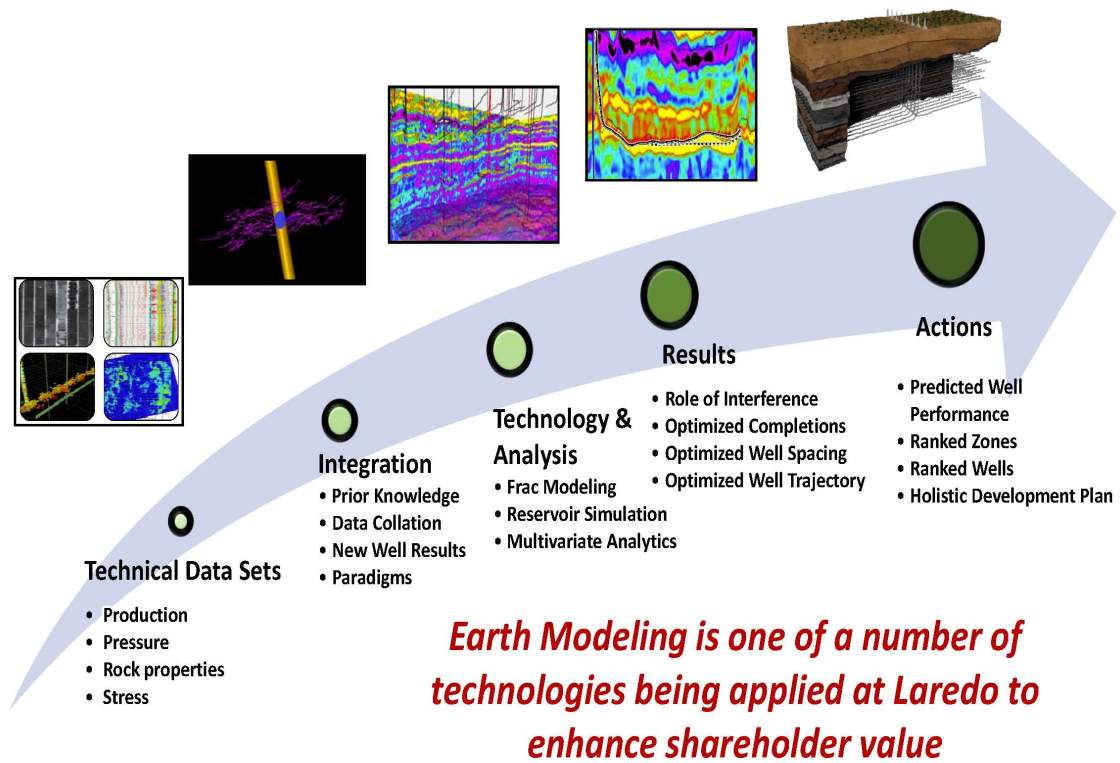 Technical Data Sets
• Production
• Pressure
• Rock properties
• Stress
Integration
• Prior Knowledge
• Data Collation
• New Well Results
• Paradigms
Technology &
Analysis
• Frac Modeling
• Reservoir Simulation
• Multivariate Analytics
Results
• Role of Interference
• Optimized Completions
• Optimized Well Spacing
• Optimized Well Trajectory
Actions
• Predicted Well
Performance
• Ranked Zones
• Ranked Wells
• Holistic Development Plan
Earth Modeling is one of a number of
technologies being applied at Laredo to
enhance shareholder value